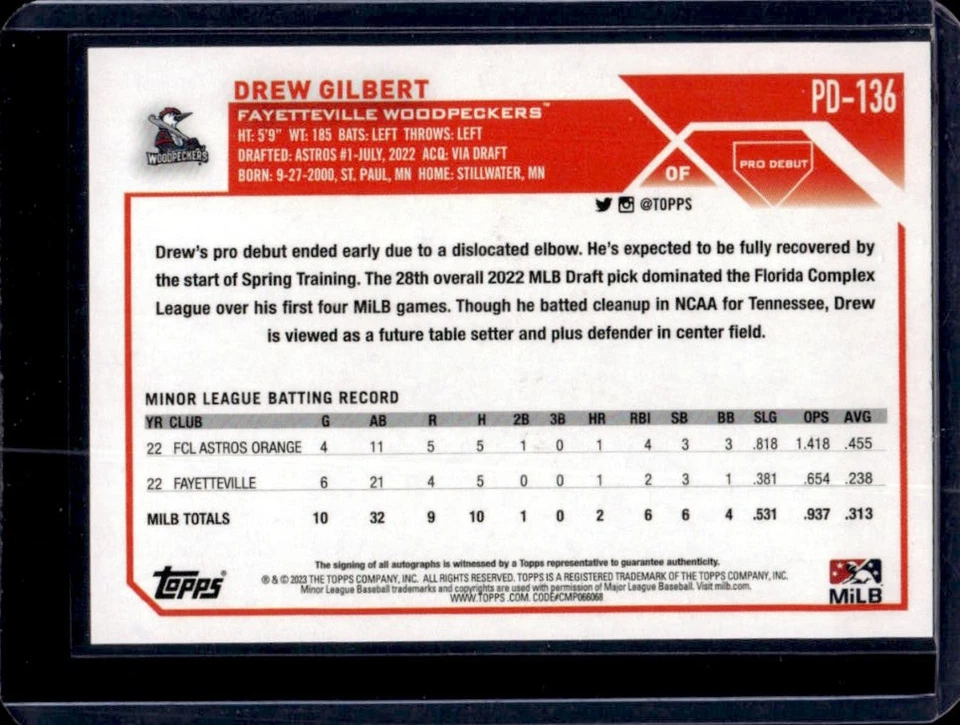 DREW GILBERT
PD-136
FAYETTEVILLE WOODPECKERS™
HT: 5'9" WT: 185 BATS: LEFT THROWS: LEFT
DRAFTED: ASTROS #1-JULY, 2022 ACQ: VIA DRAFT
BORN: 9-27-2000, ST. PAUL, MN HOME: STILLWATER, MN
WOODPECKERS
OF
PRO DEBUT
@TOPPS
Drew's pro debut ended early due to a dislocated elbow. He's expected to be fully recovered by
the start of Spring Training. The 28th overall 2022 MLB Draft pick dominated the Florida Complex
League over his first four MiLB games. Though he batted cleanup in NCAA for Tennessee, Drew
is viewed as a future table setter and plus defender in center field.
MINOR LEAGUE BATTING RECORD
YR CLUB G AB R H 2B 3B HR RBI SB BB SLG OPS AVG
22 FCL ASTROS ORANGE 4 11 5 5 1 0 1 4 3 3 .818 1.418 .455
22 FAYETTEVILLE 6 21 4 5 0 0 1 2 3 1 .381 .654 .238
MILB TOTALS 10 32 9 10 1 0 2 6 6 4 .531 .937 .313
The signing of all autographs is witnessed by a Topps representative to guarantee authenticity.
® & © 2023 THE TOPPS COMPANY, INC. ALL RIGHTS RESERVED. TOPPS IS A REGISTERED TRADEMARK OF THE TOPPS COMPANY, INC.
Minor League Baseball trademarks and copyrights are used with permission of Major League Baseball. Visit milb.com.
WWW.TOPPS.COM. CODE#CMP066068
topps®
MiLB